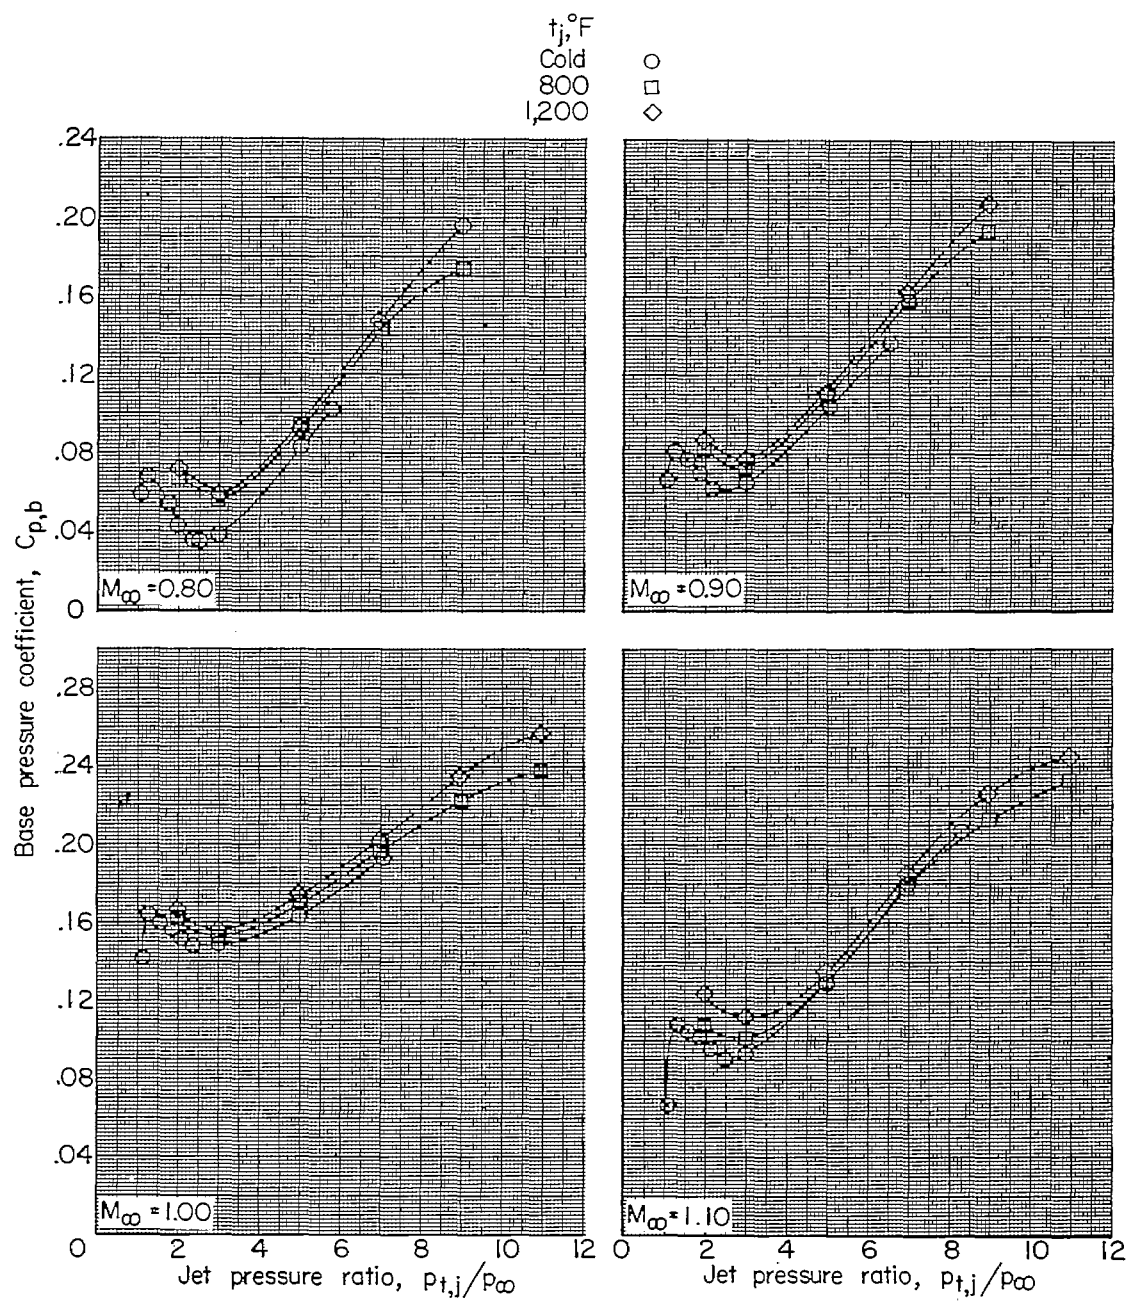 tj,°F
Cold
800
1,200
.24
.20
.16
.12
.08
.04
0
M∞ =0.80
M∞ =0.90
Base pressure coefficient, Cp,b
.28
.24
.20
.16
.12
.08
.04
0
M∞ =1.00
M∞ =1.10
0 2 4 6 8 10 12
0 2 4 6 8 10 12
Jet pressure ratio, pt,j/p∞
Jet pressure ratio, pt,j/p∞